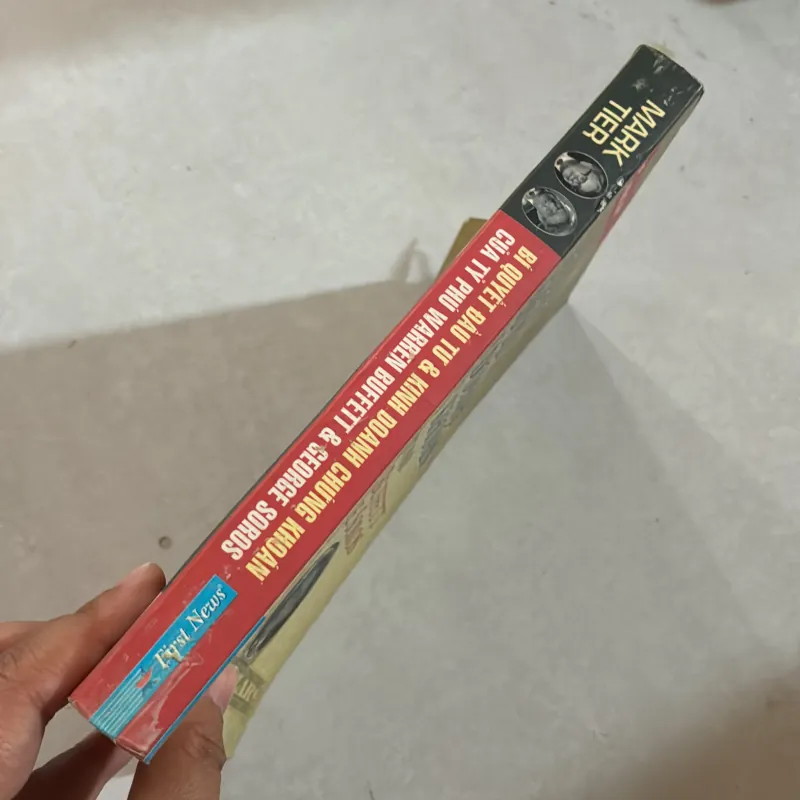 MARK
TIER
BÍ QUYẾT ĐẦU TƯ & KINH DOANH CHỨNG KHOÁN
CỦA TỶ PHÚ WARREN BUFFETT & GEORGE SOROS
First News